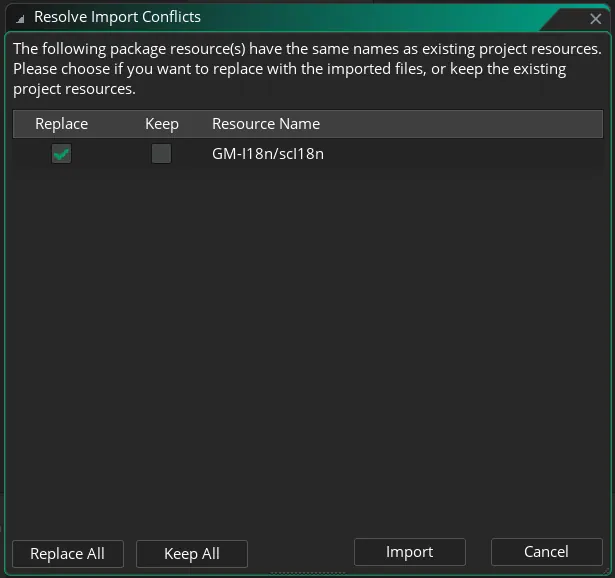 Resolve Import Conflicts
The following package resource(s) have the same names as existing project resources.
Please choose if you want to replace with the imported files, or keep the existing
project resources.
Replace Keep Resource Name
GM-I18n/scI18n
Replace All Keep All Import Cancel